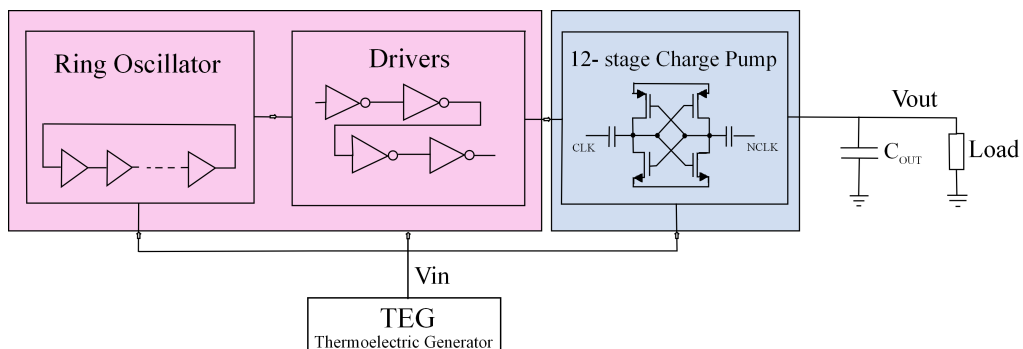 Ring Oscillator
Drivers
12- stage Charge Pump
CLK
NCLK
Vout
COUT
Load
Vin
TEG
Thermoelectric Generator